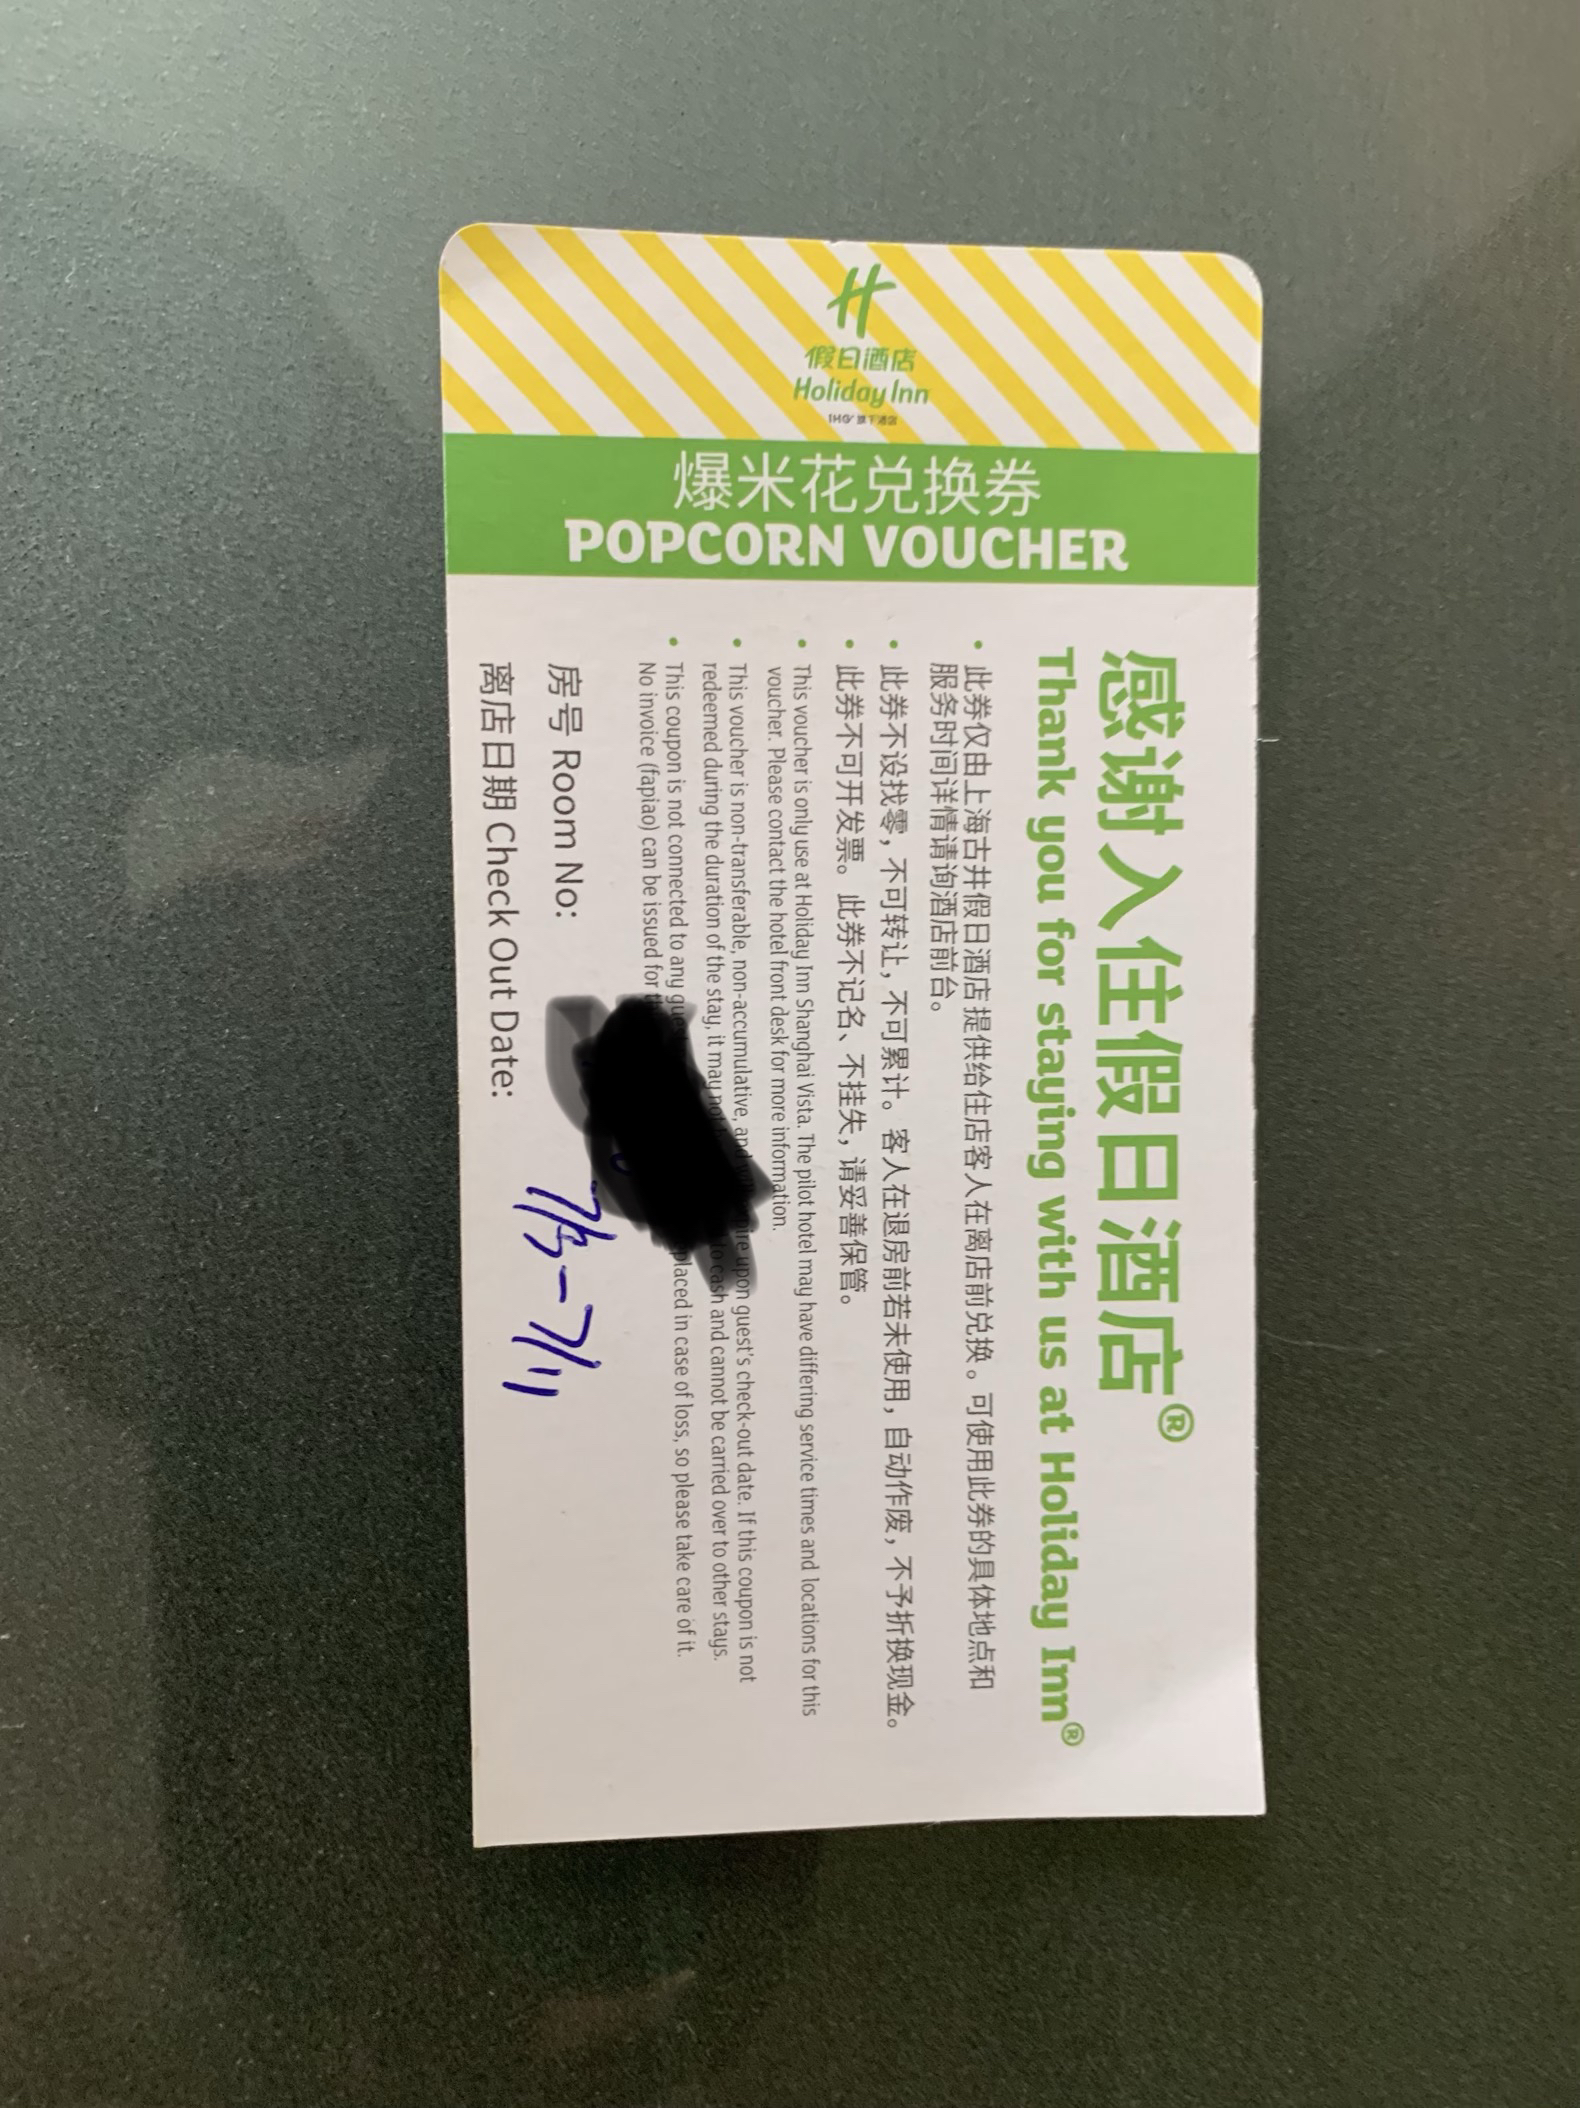 假日酒店
Holiday Inn
IHG® 旗下酒店
爆米花兑换券
POPCORN VOUCHER
感谢入住假日酒店®
Thank you for staying with us at Holiday Inn®
• 此券仅由上海古井假日酒店提供给住店客人在离店前兑换。可使用此券的具体地点和
服务时间详情请询酒店前台。
• 此券不设找零，不可转让，不可累计。客人在退房前若未使用，自动作废，不予折换现金。
• 此券不可开发票。此券不记名、不挂失，请妥善保管。
• This voucher is only use at Holiday Inn Shanghai Vista. The pilot hotel may have differing service times and locations for this
voucher. Please contact the hotel front desk for more information.
• This voucher is non-transferable, non-accumulative, and upon guest's check-out date. If this coupon is not
redeemed during the duration of the stay, it may not to cash and cannot be carried over to other stays.
• This coupon is not connected to any in case of loss, so please take care of it.
No invoice (fapiao) can be issued for
房号 Room No:
离店日期 Check Out Date: 7/5-7/11